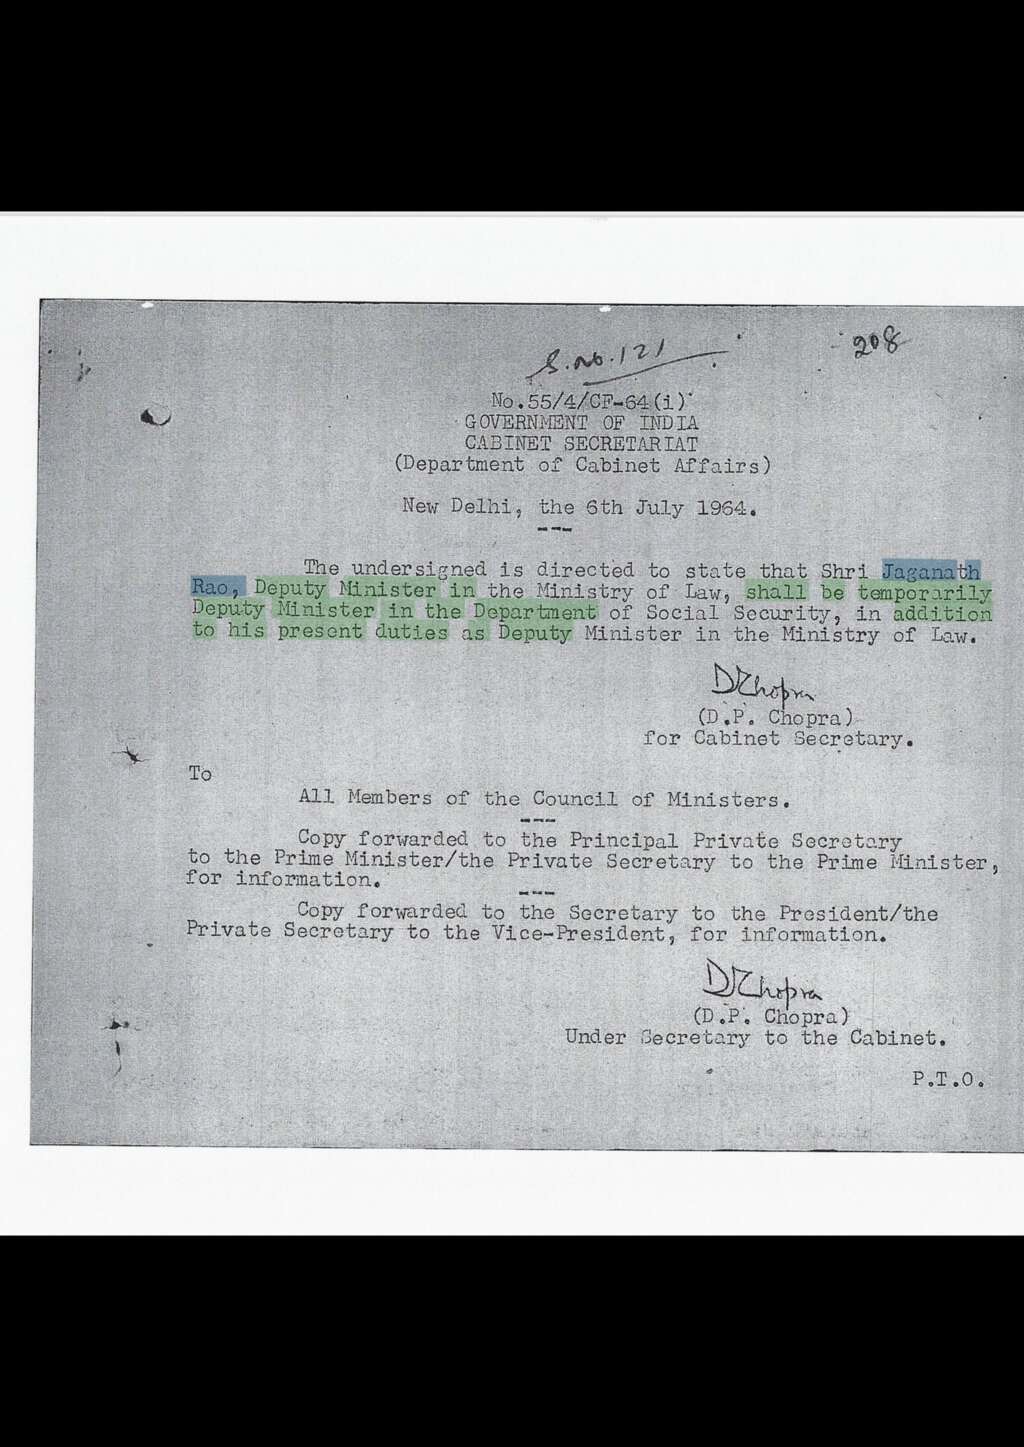 S.No.121
208
No.55/4/CF-64(i)
GOVERNMENT OF INDIA
CABINET SECRETARIAT
(Department of Cabinet Affairs)
New Delhi, the 6th July 1964.
---
The undersigned is directed to state that Shri Jaganath
Rao, Deputy Minister in the Ministry of Law, shall be temporarily
Deputy Minister in the Department of Social Security, in addition
to his present duties as Deputy Minister in the Ministry of Law.
DChopra
(D.P. Chopra)
for Cabinet Secretary.
To
All Members of the Council of Ministers.
---
Copy forwarded to the Principal Private Secretary
to the Prime Minister/the Private Secretary to the Prime Minister,
for information.
---
Copy forwarded to the Secretary to the President/the
Private Secretary to the Vice-President, for information.
DChopra
(D.P. Chopra)
Under Secretary to the Cabinet.
P.T.O.